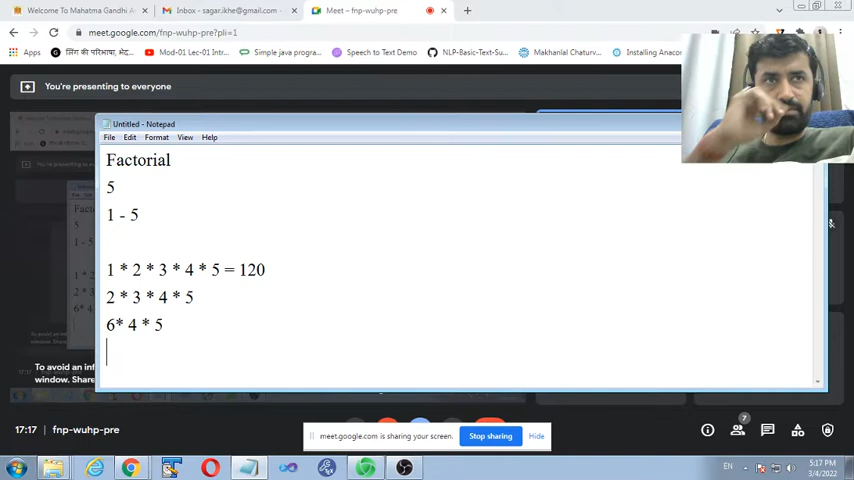 Welcome To Mahatma Gandhi A
Inbox - sagar.ikhe@gmail.com -
Meet – fnp-wuhp-pre
meet.google.com/fnp-wuhp-pre?pli=1
Apps
लिंग की परिभाषा, भेद...
Mod-01 Lec-01 Introd...
Simple java program:
Speech to Text Demo
NLP-Basic-Text-Su...
Makhanlal Chaturv...
Installing Anacon
You're presenting to everyone
Untitled - Notepad
File Edit Format View Help
Factorial
5
1 - 5
1 * 2 * 3 * 4 * 5 = 120
2 * 3 * 4 * 5
6* 4 * 5
To avoid an inf
window. Share
17:17 | fnp-wuhp-pre
meet.google.com is sharing your screen.
Stop sharing
Hide
7
EN
5:17 PM
3/4/2022